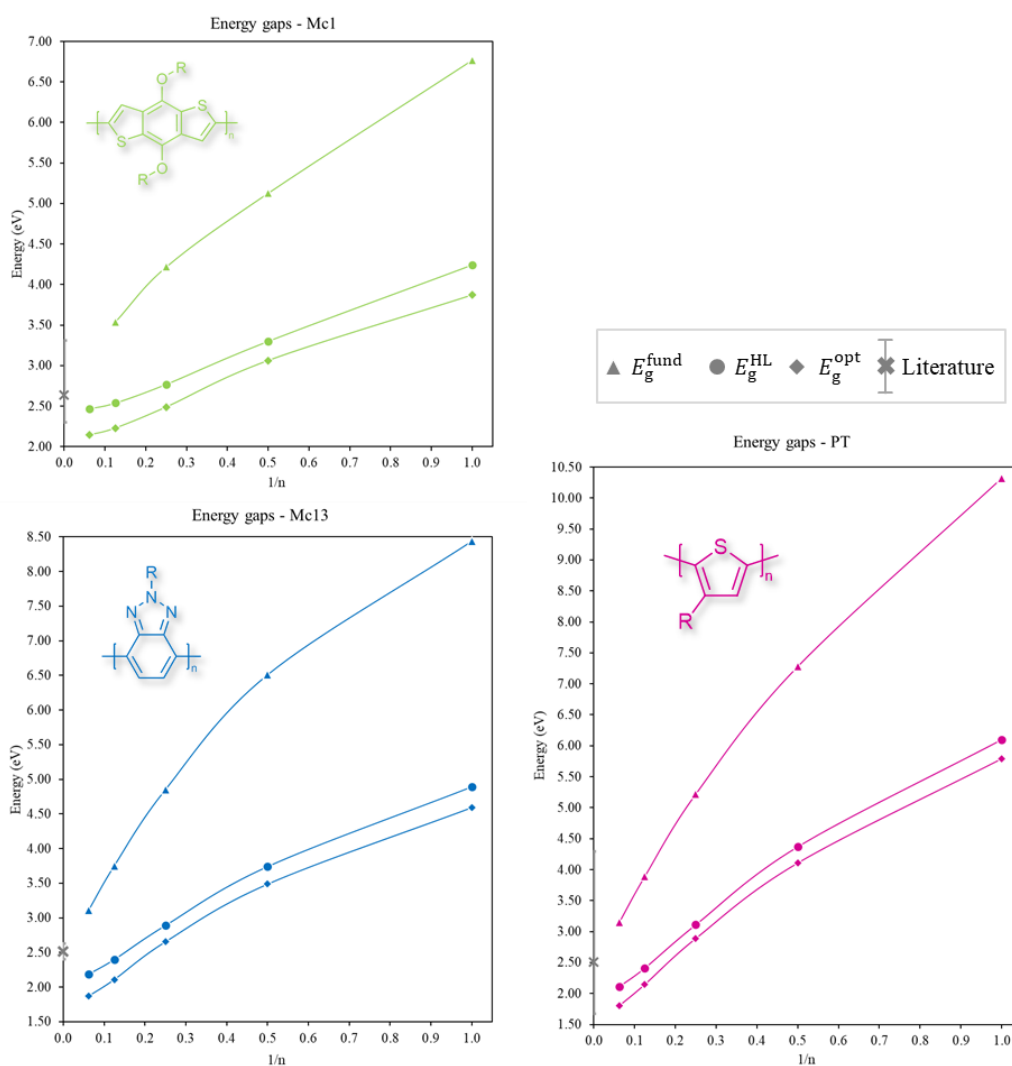 Energy gaps - Mc1
7.00
6.50
6.00
5.50
5.00
4.50
4.00
3.50
3.00
2.50
2.00
Energy (eV)
0.0 0.1 0.2 0.3 0.4 0.5 0.6 0.7 0.8 0.9 1.0
1/n
R
O
S
S
n
O
R
E_g^fund E_g^HL E_g^opt Literature
Energy gaps - Mc13
8.50
8.00
7.50
7.00
6.50
6.00
5.50
5.00
4.50
4.00
3.50
3.00
2.50
2.00
1.50
Energy (eV)
0.0 0.1 0.2 0.3 0.4 0.5 0.6 0.7 0.8 0.9 1.0
1/n
R
N
N N
n
Energy gaps - PT
10.50
10.00
9.50
9.00
8.50
8.00
7.50
7.00
6.50
6.00
5.50
5.00
4.50
4.00
3.50
3.00
2.50
2.00
1.50
Energy (eV)
0.0 0.1 0.2 0.3 0.4 0.5 0.6 0.7 0.8 0.9 1.0
1/n
S
n
R